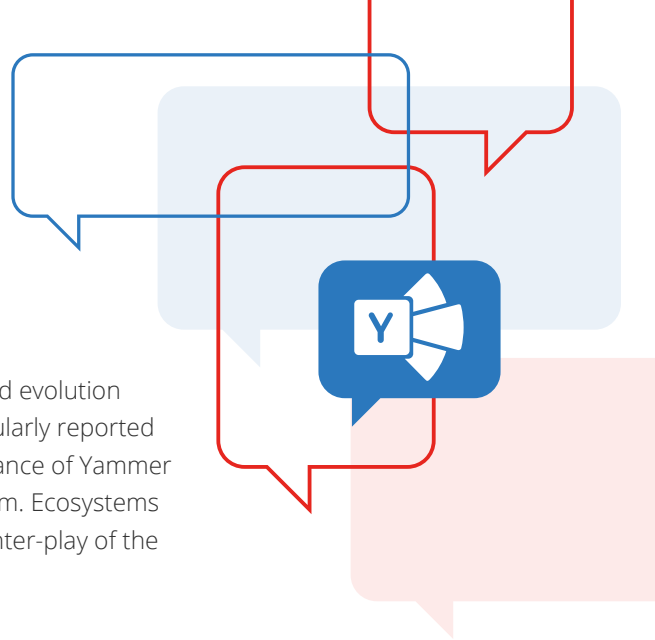 d evolution
ularly reported
ance of Yammer
m. Ecosystems
nter-play of the
Y